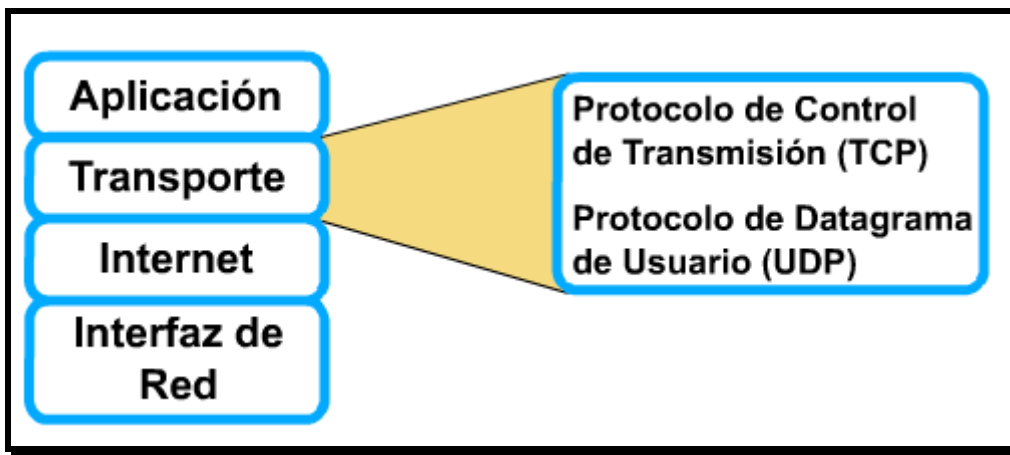 Aplicación
Transporte
Internet
Interfaz de
Red
Protocolo de Control
de Transmisión (TCP)
Protocolo de Datagrama
de Usuario (UDP)